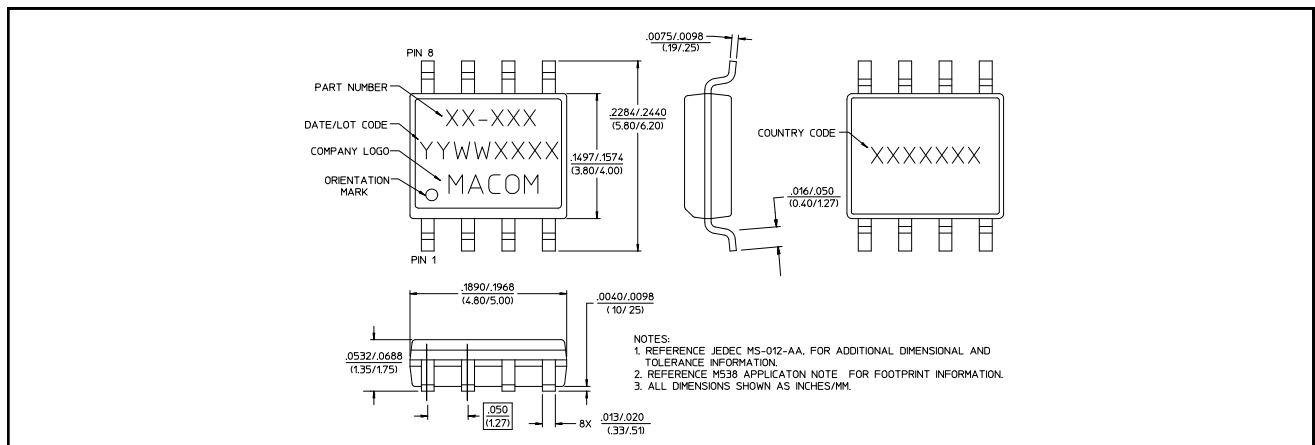 PIN 8
PART NUMBER
XX-XXX
DATE/LOT CODE
YYWWXXXX
COMPANY LOGO
MACOM
ORIENTATION
MARK
PIN 1
.2284/.2440
(5.80/6.20)
.1497/.1574
(3.80/4.00)
.0075/.0098
(.19/.25)
.016/.050
(0.40/1.27)
COUNTRY CODE
XXXXXXX
.1890/.1968
(4.80/5.00)
.0040/.0098
(10/25)
.0532/.0688
(1.35/1.75)
.050
(1.27)
8X .013/.020
(.33/.51)
NOTES:
1. REFERENCE JEDEC MS-012-AA, FOR ADDITIONAL DIMENSIONAL AND
TOLERANCE INFORMATION.
2. REFERENCE M538 APPLICATON NOTE FOR FOOTPRINT INFORMATION.
3. ALL DIMENSIONS SHOWN AS INCHES/MM.